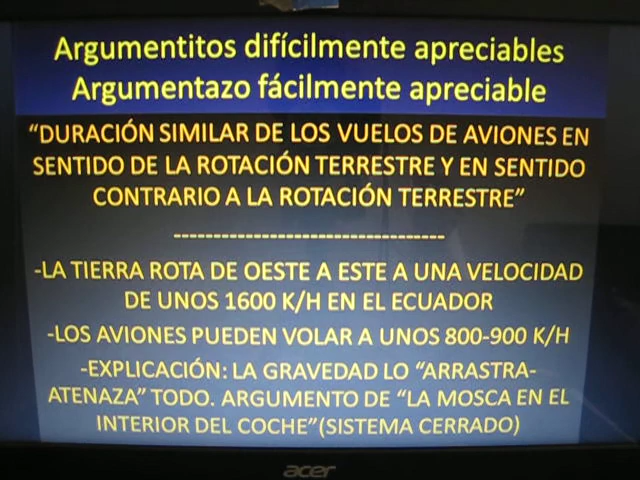 Argumentitos difícilmente apreciables
Argumentazo fácilmente apreciable
“DURACIÓN SIMILAR DE LOS VUELOS DE AVIONES EN
SENTIDO DE LA ROTACIÓN TERRESTRE Y EN SENTIDO
CONTRARIO A LA ROTACIÓN TERRESTRE”
----------------------------------
-LA TIERRA ROTA DE OESTE A ESTE A UNA VELOCIDAD
DE UNOS 1600 K/H EN EL ECUADOR
-LOS AVIONES PUEDEN VOLAR A UNOS 800-900 K/H
-EXPLICACIÓN: LA GRAVEDAD LO “ARRASTRA-
ATENAZA” TODO. ARGUMENTO DE “LA MOSCA EN EL
INTERIOR DEL COCHE”(SISTEMA CERRADO)
acer